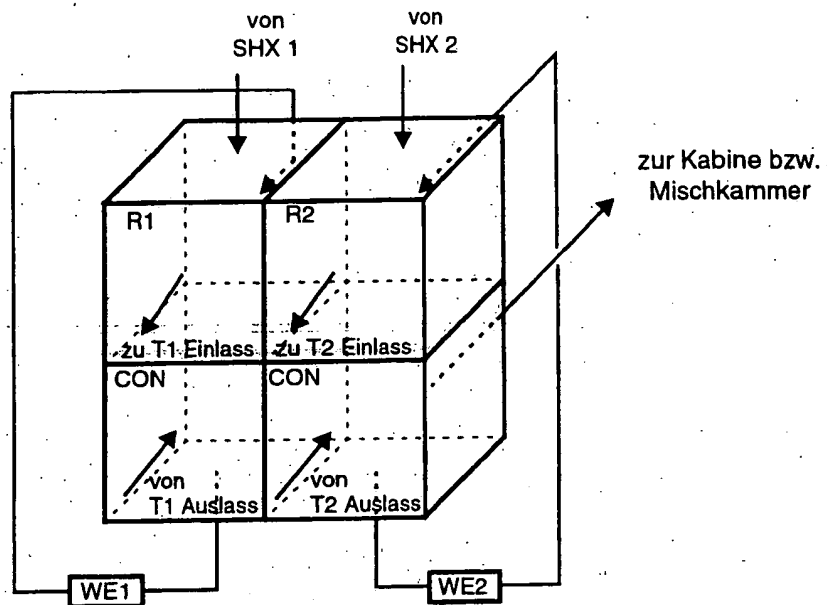 von
SHX 1
von
SHX 2
zur Kabine bzw.
Mischkammer
R1
R2
zu T1 Einlass
zu T2 Einlass
CON
CON
von
T1 Auslass
von
T2 Auslass
WE1
WE2